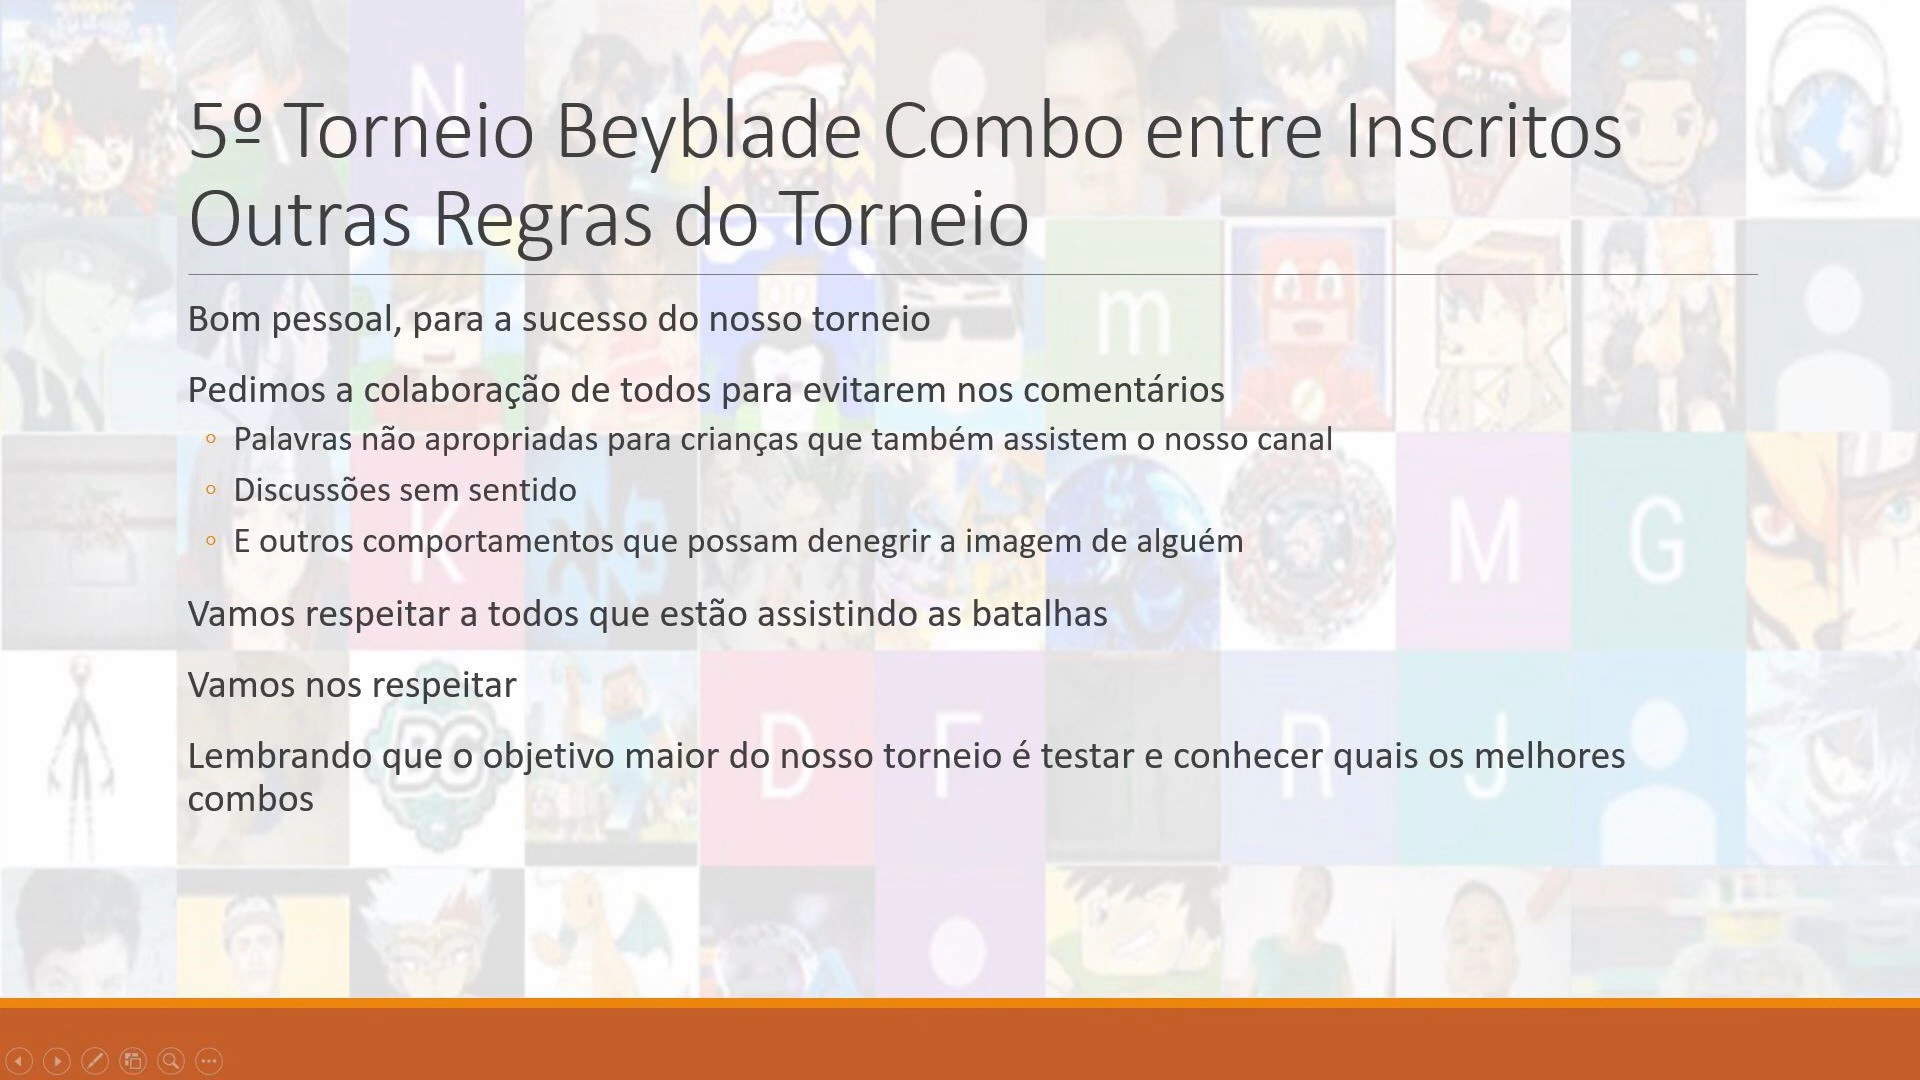 5º Torneio Beyblade Combo entre Inscritos
Outras Regras do Torneio
Bom pessoal, para a sucesso do nosso torneio
Pedimos a colaboração de todos para evitarem nos comentários
Palavras não apropriadas para crianças que também assistem o nosso canal
Discussões sem sentido
E outros comportamentos que possam denegrir a imagem de alguém
Vamos respeitar a todos que estão assistindo as batalhas
Vamos nos respeitar
Lembrando que o objetivo maior do nosso torneio é testar e conhecer quais os melhores
combos
N
m
K
M
G
BC
D
F
R
J